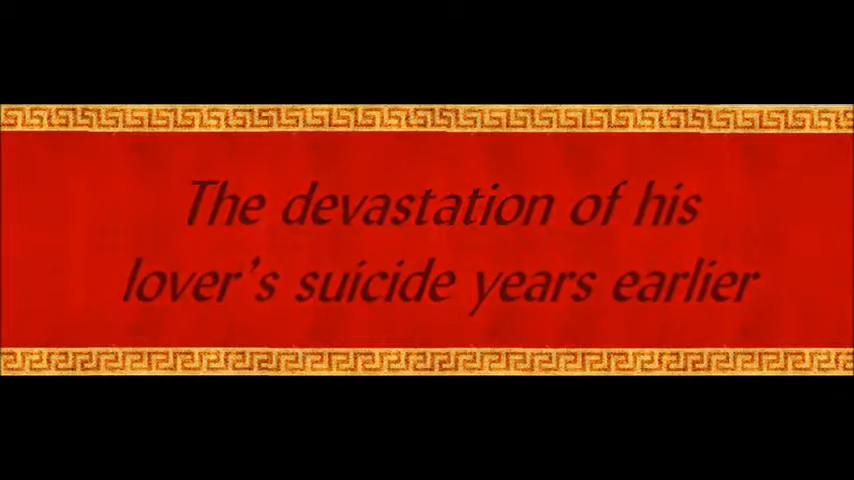 The devastation of his
lover's suicide years earlier